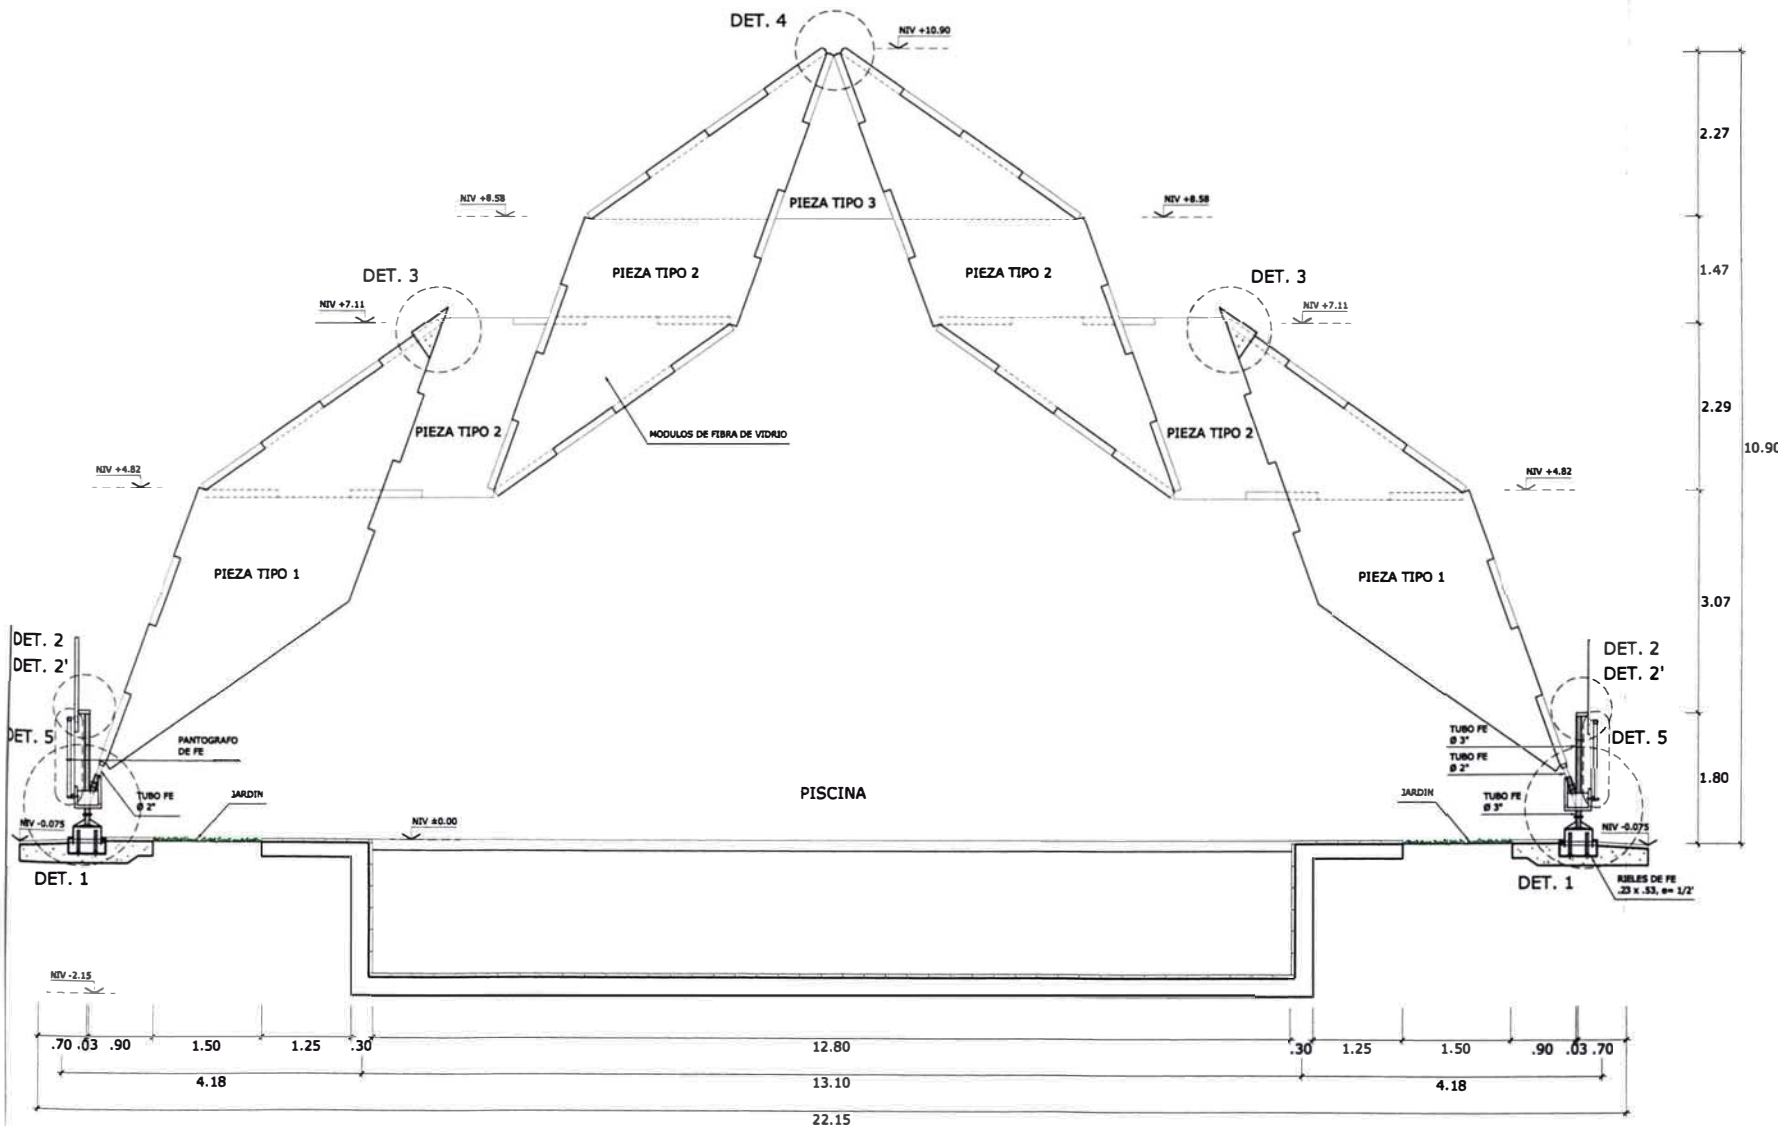 DET. 4
NIV +10.90
2.27
PIEZA TIPO 3
NIV +8.58
NIV +8.58
PIEZA TIPO 2
PIEZA TIPO 2
1.47
DET. 3
DET. 3
NIV +7.11
NIV +7.11
2.29
10.90
PIEZA TIPO 2
MODULOS DE FIBRA DE VIDRIO
PIEZA TIPO 2
NIV +4.82
NIV +4.82
PIEZA TIPO 1
PIEZA TIPO 1
3.07
DET. 2
DET. 2'
DET. 2
DET. 2'
DET. 5
PANTOGRAFO
DE FE
TUBO FE
Ø 3"
TUBO FE
Ø 2"
DET. 5
1.80
TUBO FE
Ø 2"
JARDIN
PISCINA
JARDIN
TUBO FE
Ø 3"
NIV -0.075
NIV ±0.00
NIV -0.075
DET. 1
DET. 1
RIELES DE FE
.23 x .53, e= 1/2'
NIV -2.15
.70 .03 .90 1.50 1.25 .30 12.80 .30 1.25 1.50 .90 .03 .70
4.18 13.10 4.18
22.15